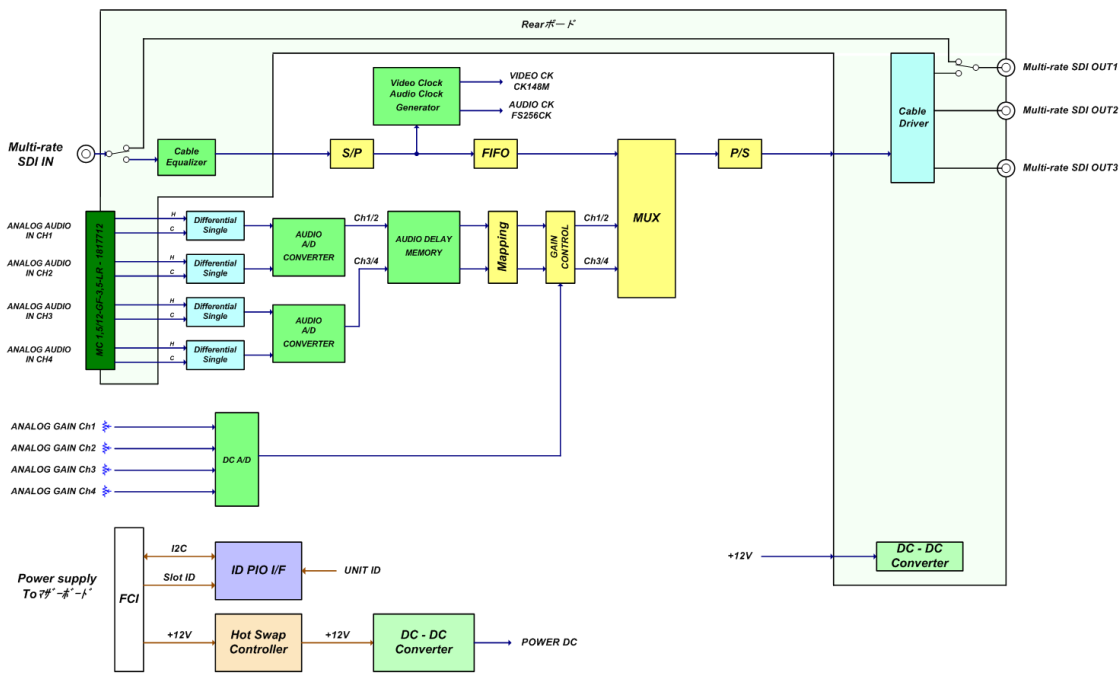 Rearボード
Multi-rate
SDI IN
Cable
Equalizer
S/P
Video Clock
Audio Clock
Generator
VIDEO CK
CK148M
AUDIO CK
FS256CK
FIFO
MUX
P/S
Cable
Driver
Multi-rate SDI OUT1
Multi-rate SDI OUT2
Multi-rate SDI OUT3
ANALOG AUDIO
IN CH1
ANALOG AUDIO
IN CH2
ANALOG AUDIO
IN CH3
ANALOG AUDIO
IN CH4
MC 1,5/12-GF-3,5-LR - 1817712
H
C
H
C
H
C
H
C
Differential
Single
Differential
Single
Differential
Single
Differential
Single
AUDIO
A/D
CONVERTER
AUDIO
A/D
CONVERTER
Ch1/2
Ch3/4
AUDIO DELAY
MEMORY
Mapping
GAIN
CONTROL
Ch1/2
Ch3/4
ANALOG GAIN Ch1
ANALOG GAIN Ch2
ANALOG GAIN Ch3
ANALOG GAIN Ch4
DC A/D
Power supply
Toマザーボード
FCI
I2C
Slot ID
+12V
ID PIO I/F
UNIT ID
Hot Swap
Controller
+12V
DC - DC
Converter
POWER DC
+12V
DC - DC
Converter